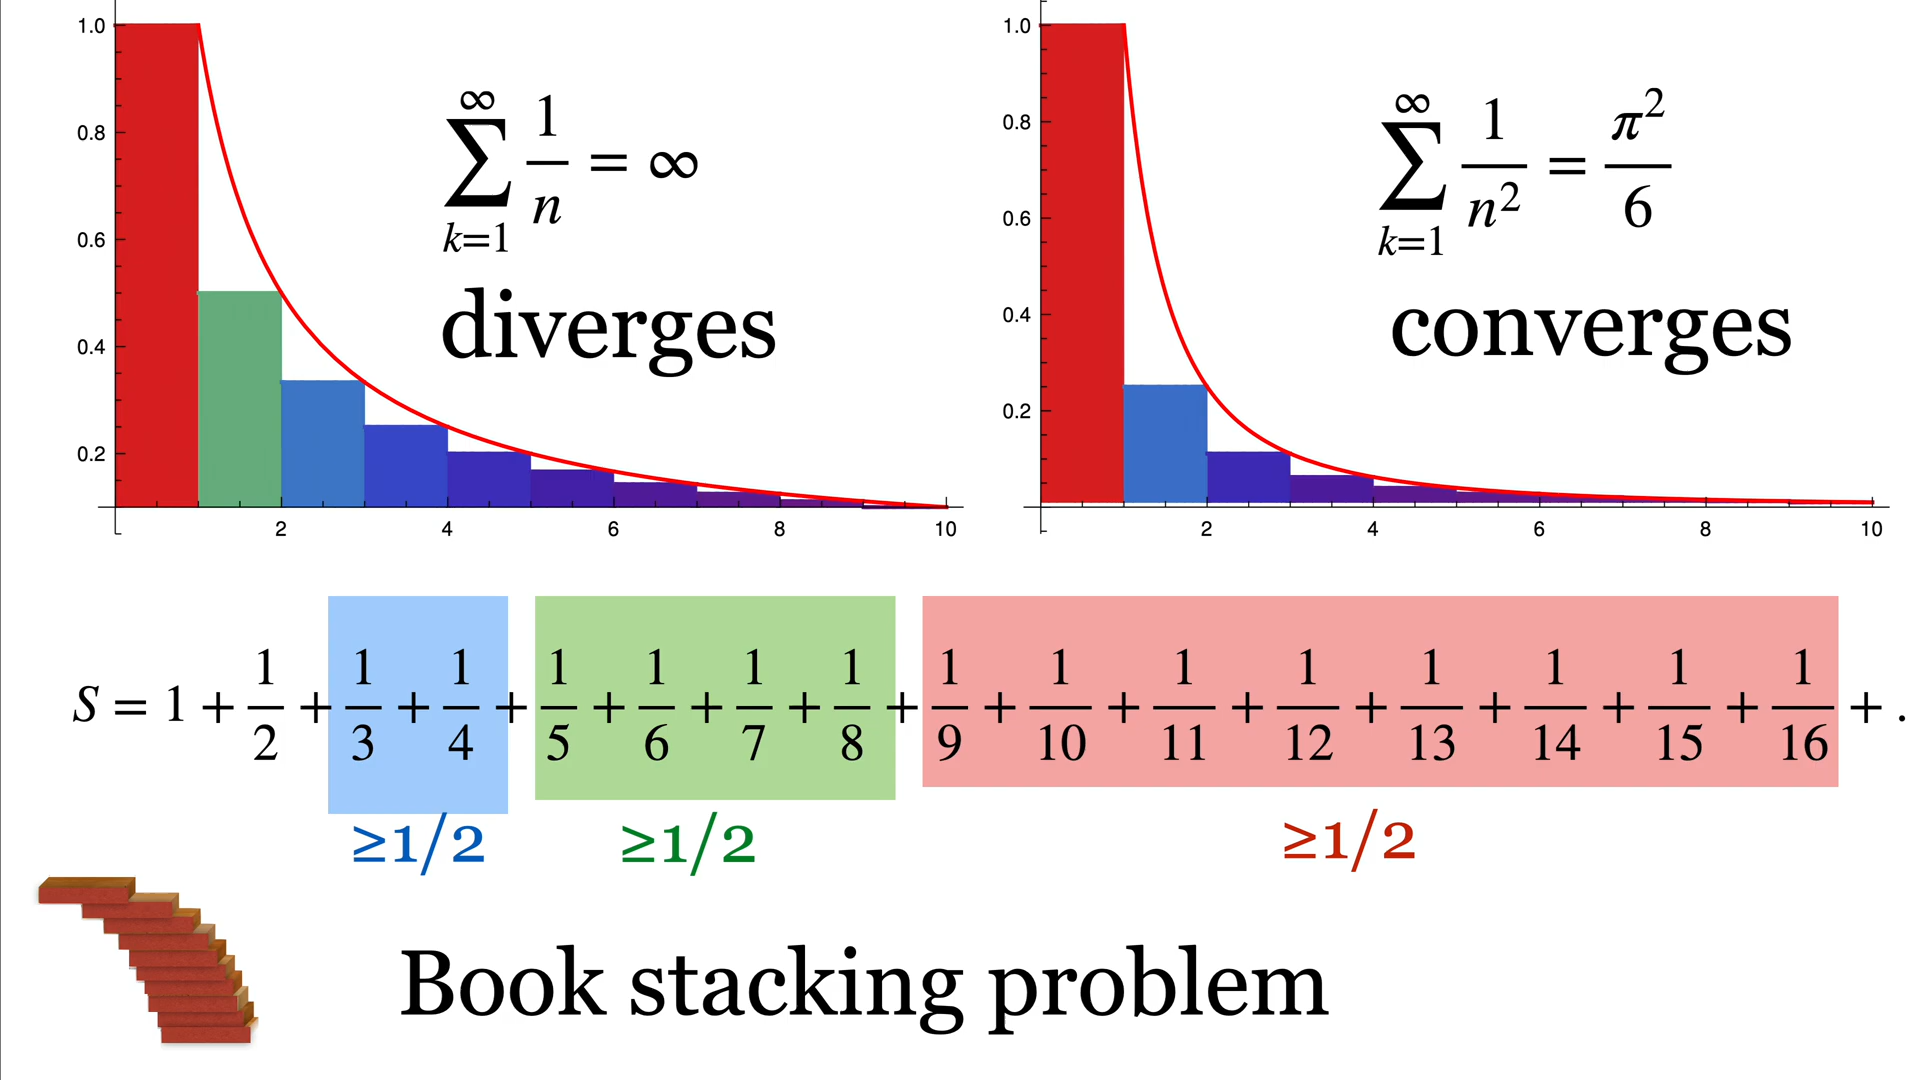 1.0
0.8
0.6
0.4
0.2
2 4 6 8 10
∞
∑ 1/n = ∞
k=1
diverges
1.0
0.8
0.6
0.4
0.2
2 4 6 8 10
∞
∑ 1/n² = π²/6
k=1
converges
S = 1 + 1/2 + 1/3 + 1/4 + 1/5 + 1/6 + 1/7 + 1/8 + 1/9 + 1/10 + 1/11 + 1/12 + 1/13 + 1/14 + 1/15 + 1/16 + .
≥1/2 ≥1/2 ≥1/2
Book stacking problem